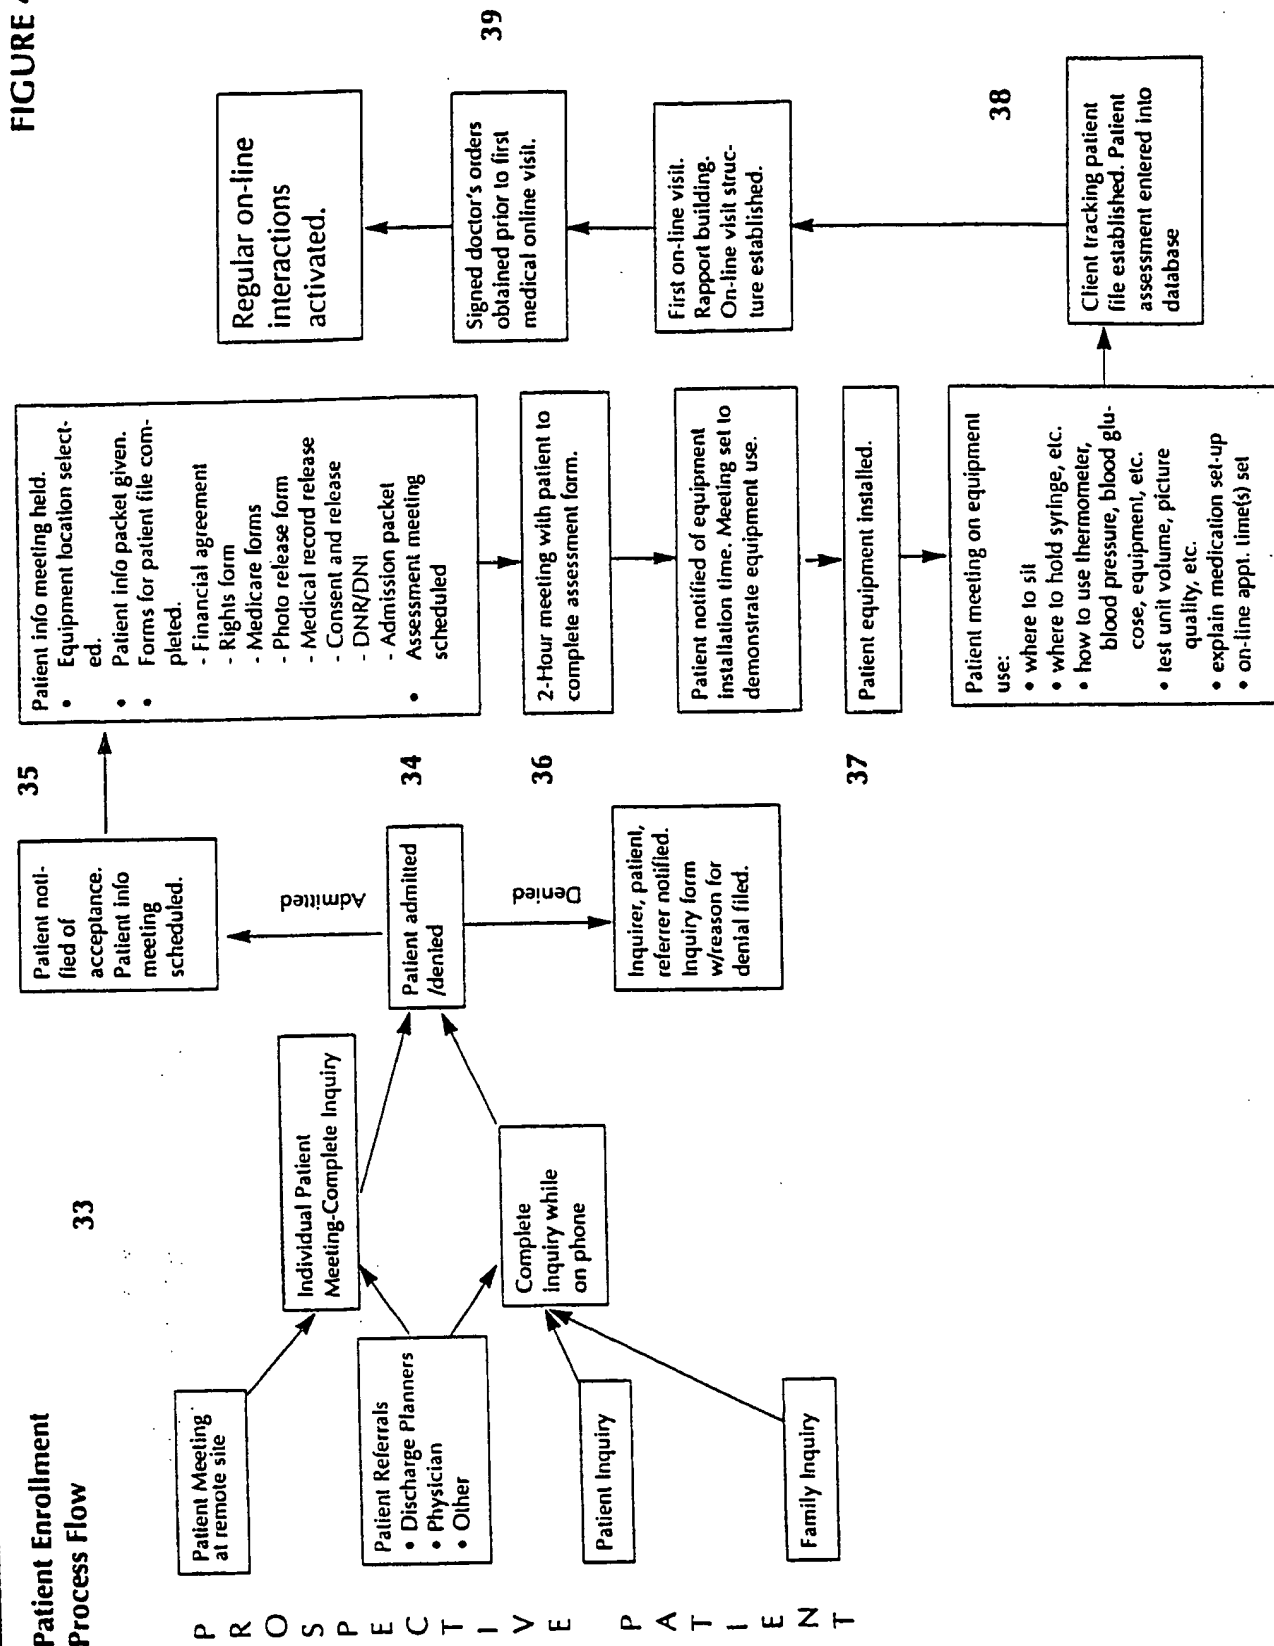 FIGURE 4
Patient Enrollment
Process Flow
PROSPECTIVE PATIENT
33
Patient Meeting
at remote site
Patient Referrals
• Discharge Planners
• Physician
• Other
Patient Inquiry
Family Inquiry
Individual Patient
Meeting-Complete Inquiry
Complete
inquiry while
on phone
34
Patient admitted
/denied
Admitted
Denied
35
Patient noti-
fied of
acceptance.
Patient info
meeting
scheduled.
Inquirer, patient,
referrer notified.
Inquiry form
w/reason for
denial filled.
Patient info meeting held.
• Equipment location select-
ed.
• Patient info packet given.
• Forms for patient file com-
pleted.
- Financial agreement
- Rights form
- Medicare forms
- Photo release form
- Medical record release
- Consent and release
- DNR/DNI
- Admission packet
• Assessment meeting
scheduled
36
2-Hour meeting with patient to
complete assessment form.
Patient notified of equipment
installation time. Meeting set to
demonstrate equipment use.
37
Patient equipment installed.
Patient meeting on equipment
use:
• where to sit
• where to hold syringe, etc.
• how to use thermometer,
blood pressure, blood glu-
cose, equipment, etc.
• test unit volume, picture
quality, etc.
• explain medication set-up
• on-line appt. time(s) set
38
Client tracking patient
file established. Patient
assessment entered into
database
First on-line visit.
Rapport building.
On-line visit struc-
ture established.
39
Signed doctor's orders
obtained prior to first
medical online visit.
Regular on-line
interactions
activated.